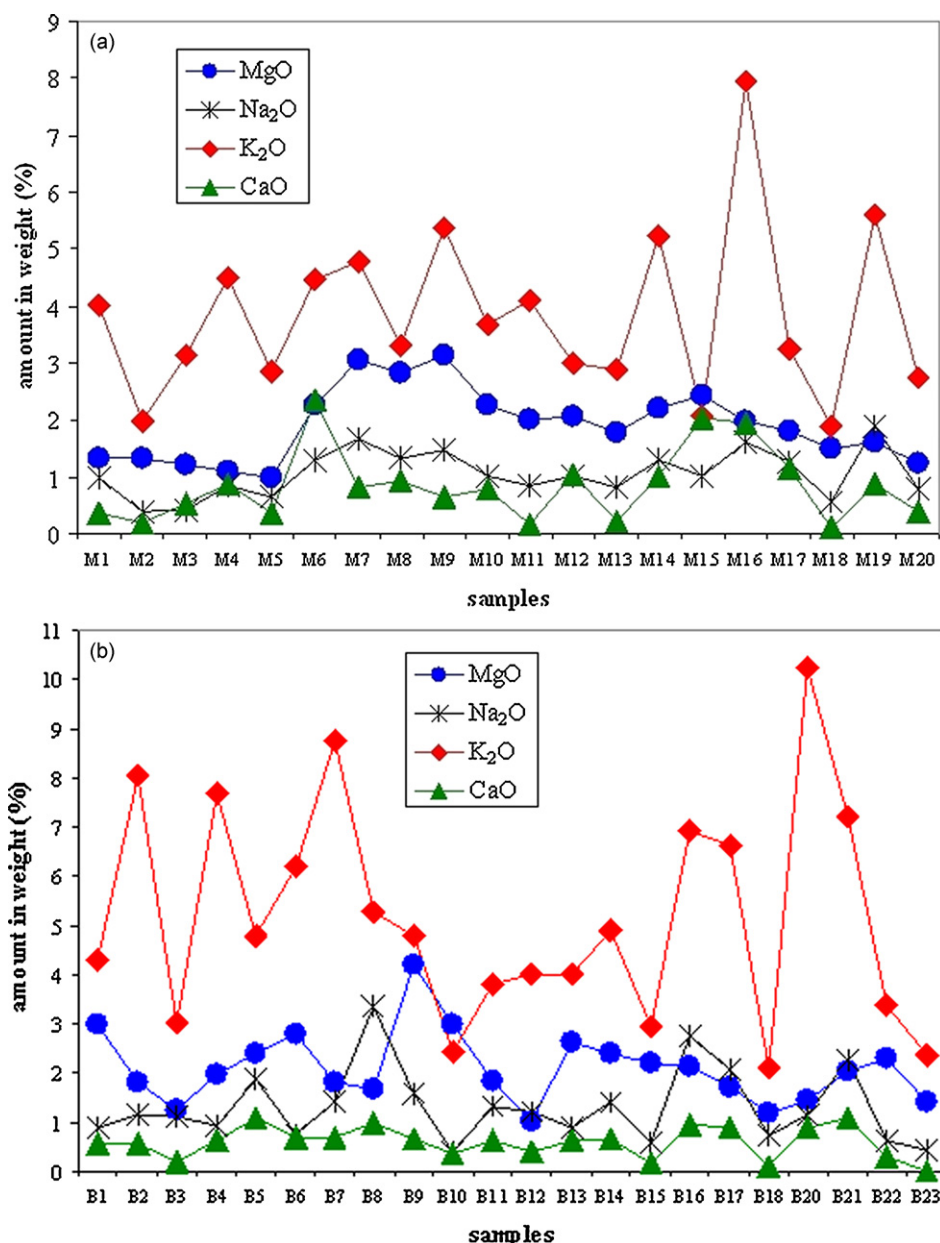 (a)
MgO
Na₂O
K₂O
CaO
9
8
7
6
5
4
3
2
1
0
amount in weight (%)
M1 M2 M3 M4 M5 M6 M7 M8 M9 M10 M11 M12 M13 M14 M15 M16 M17 M18 M19 M20
samples
(b)
MgO
Na₂O
K₂O
CaO
11
10
9
8
7
6
5
4
3
2
1
0
amount in weight (%)
B1 B2 B3 B4 B5 B6 B7 B8 B9 B10 B11 B12 B13 B14 B15 B16 B17 B18 B20 B21 B22 B23
samples